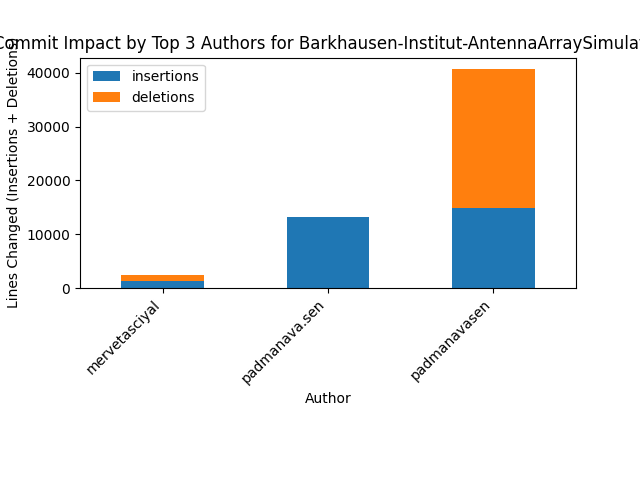 Commit Impact by Top 3 Authors for Barkhausen-Institut-AntennaArraySimulat
insertions
deletions
Lines Changed (Insertions + Deletions)
40000
30000
20000
10000
0
mervetasciyal
padmanava.sen
padmanavasen
Author